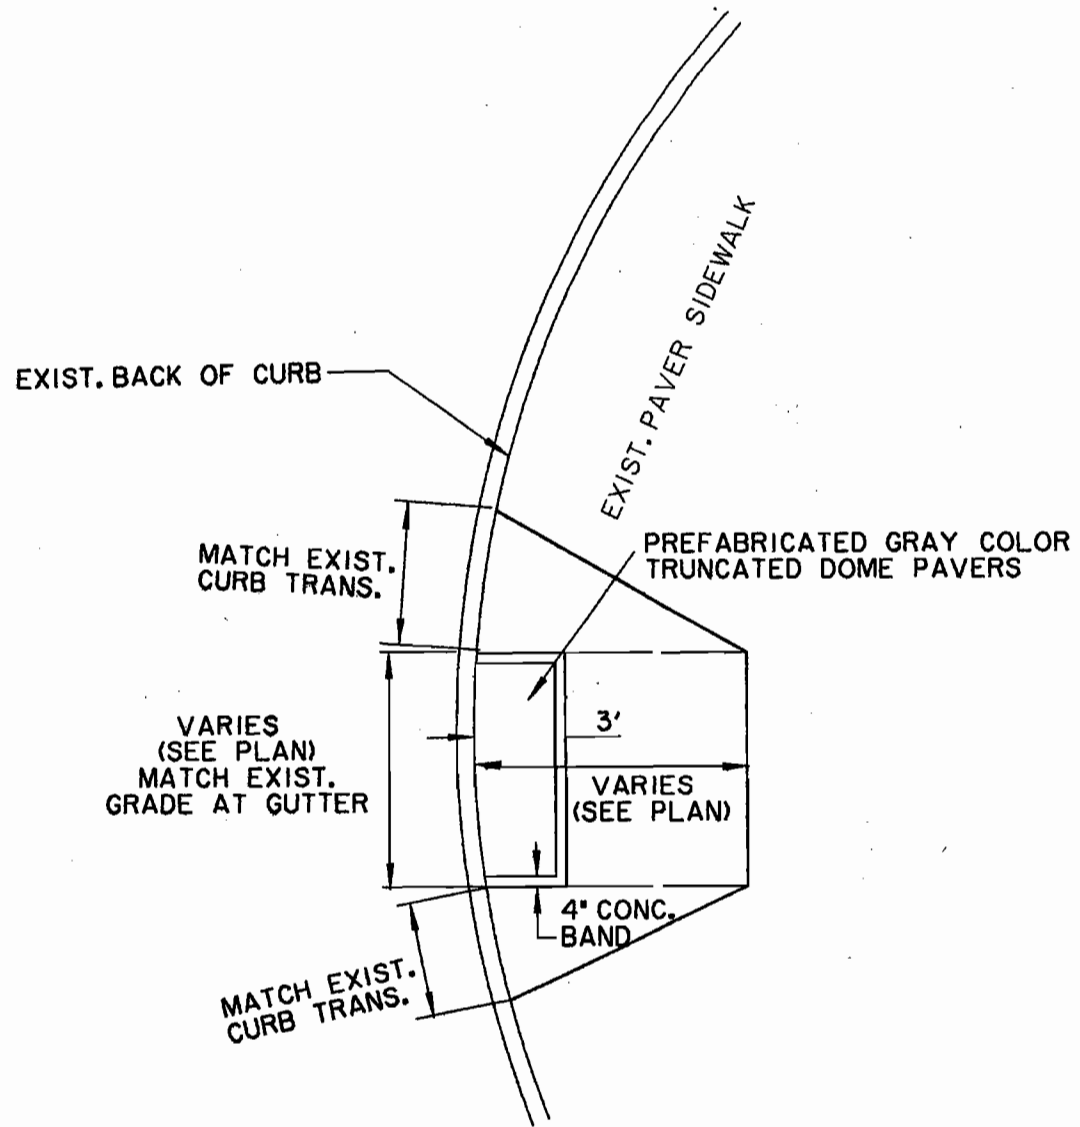 EXIST. BACK OF CURB
EXIST. PAVER SIDEWALK
MATCH EXIST.
CURB TRANS.
PREFABRICATED GRAY COLOR
TRUNCATED DOME PAVERS
VARIES
(SEE PLAN)
MATCH EXIST.
GRADE AT GUTTER
3'
VARIES
(SEE PLAN)
4" CONC.
BAND
MATCH EXIST.
CURB TRANS.